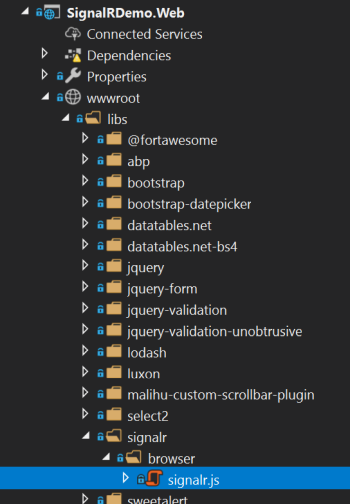 SignalRDemo.Web
Connected Services
Dependencies
Properties
wwwroot
libs
@fortawesome
abp
bootstrap
bootstrap-datepicker
datatables.net
datatables.net-bs4
jquery
jquery-form
jquery-validation
jquery-validation-unobtrusive
lodash
luxon
malihu-custom-scrollbar-plugin
select2
signalr
browser
signalr.js
sweetalert